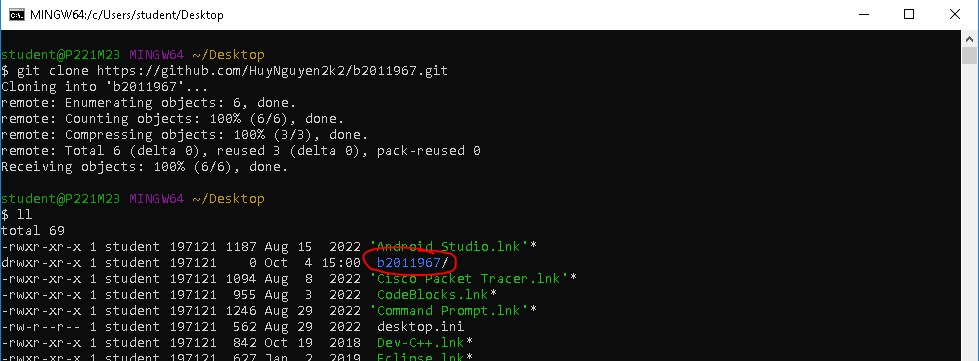 MINGW64:/c/Users/student/Desktop
student@P221M23 MINGW64 ~/Desktop
$ git clone https://github.com/HuyNguyen2k2/b2011967.git
Cloning into 'b2011967'...
remote: Enumerating objects: 6, done.
remote: Counting objects: 100% (6/6), done.
remote: Compressing objects: 100% (3/3), done.
remote: Total 6 (delta 0), reused 3 (delta 0), pack-reused 0
Receiving objects: 100% (6/6), done.
student@P221M23 MINGW64 ~/Desktop
$ ll
total 69
-rwxr-xr-x 1 student 197121 1187 Aug 15  2022 'Android Studio.lnk'*
drwxr-xr-x 1 student 197121    0 Oct  4 15:00 b2011967/
-rwxr-xr-x 1 student 197121 1094 Aug  8  2022 'Cisco Packet Tracer.lnk'*
-rwxr-xr-x 1 student 197121  955 Aug  3  2022 CodeBlocks.lnk*
-rwxr-xr-x 1 student 197121 1246 Aug 29  2022 'Command Prompt.lnk'*
-rw-r--r-- 1 student 197121  562 Aug 29  2022 desktop.ini
-rwxr-xr-x 1 student 197121  842 Oct 19  2018 Dev-C++.lnk*
-rwxr-xr-x 1 student 197121  627 Jan  2  2019 Eclipse.lnk*